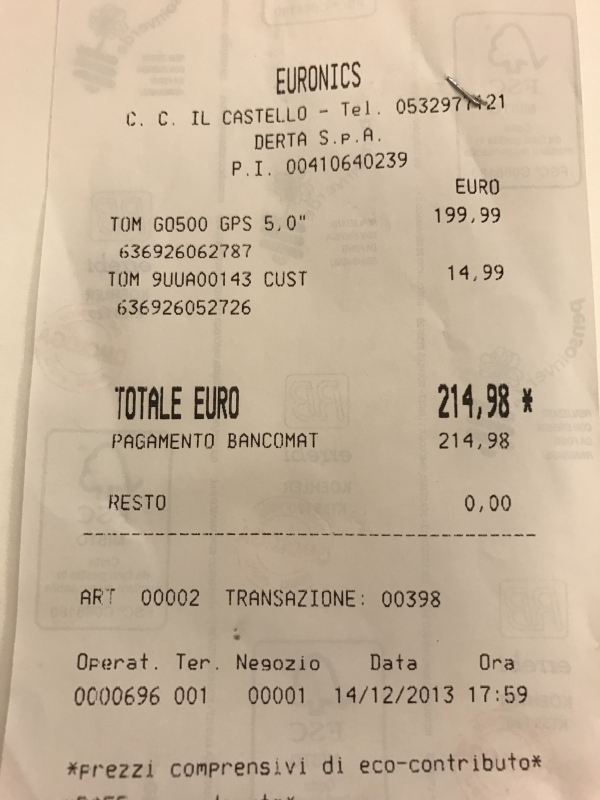 EURONICS
C. C. IL CASTELLO - Tel. 0532977121
DERTA S.p.A.
P.I. 00410640239
EURO
TOM GO500 GPS 5,0" 199,99
636926062787
TOM 9UUA00143 CUST 14,99
636926052726
TOTALE EURO 214,98 *
PAGAMENTO BANCOMAT 214,98
RESTO 0,00
ART 00002 TRANSAZIONE: 00398
Operat. Ter. Negozio Data Ora
0000696 001 00001 14/12/2013 17:59
*prezzi comprensivi di eco-contributo*